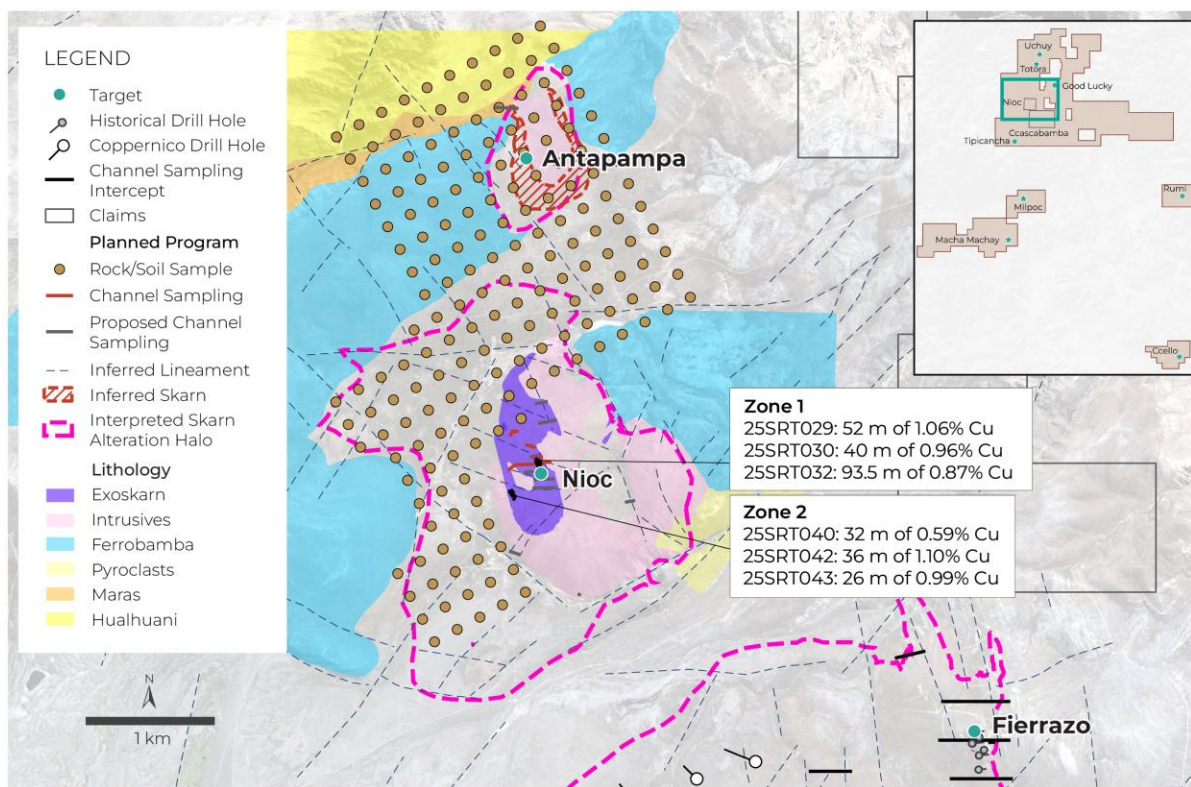 LEGEND
Target
Historical Drill Hole
Coppernico Drill Hole
Channel Sampling
Intercept
Claims
Planned Program
Rock/Soil Sample
Channel Sampling
Proposed Channel
Sampling
Inferred Lineament
Inferred Skarn
Interpreted Skarn
Alteration Halo
Lithology
Exoskarn
Intrusives
Ferrobamba
Pyroclasts
Maras
Hualhuani
N
1 km
Antapampa
Nioc
Fierrazo
Zone 1
25SRT029: 52 m of 1.06% Cu
25SRT030: 40 m of 0.96% Cu
25SRT032: 93.5 m of 0.87% Cu
Zone 2
25SRT040: 32 m of 0.59% Cu
25SRT042: 36 m of 1.10% Cu
25SRT043: 26 m of 0.99% Cu
Uchuy
Totora
Good Lucky
Nioc
Ccascabamba
Tipicancha
Rumi
Milpoc
Macha Machay
Ccello